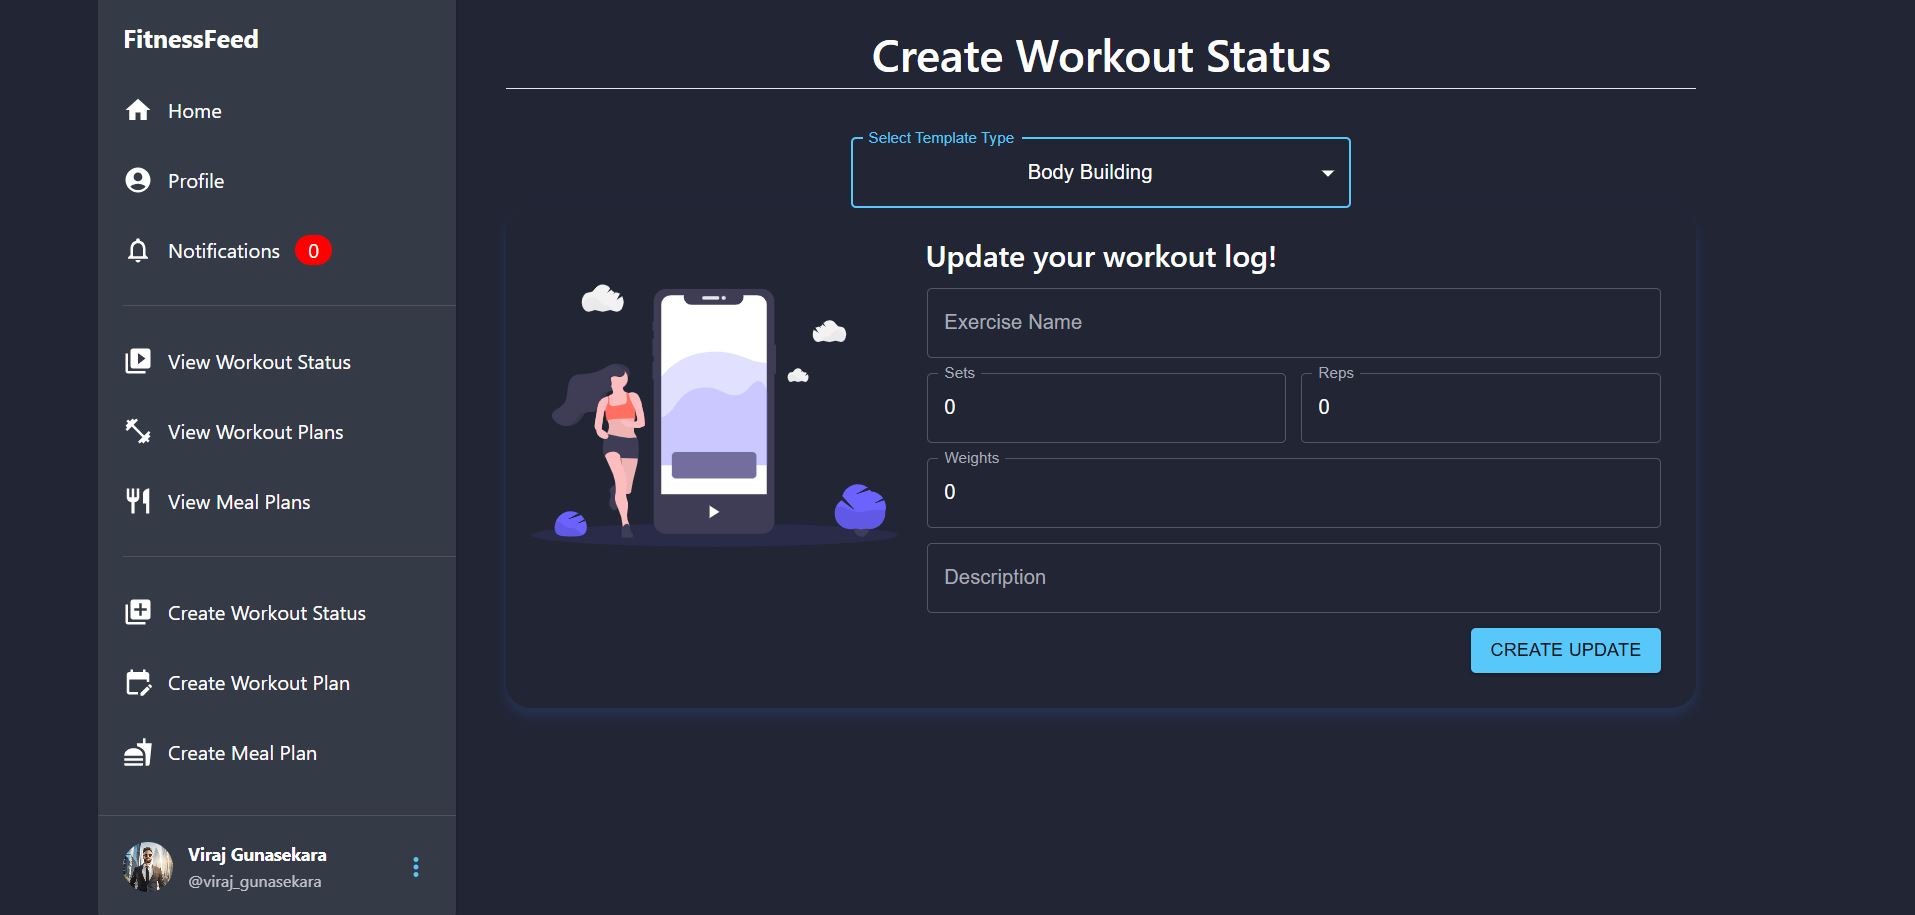 FitnessFeed
Home
Profile
Notifications 0
View Workout Status
View Workout Plans
View Meal Plans
Create Workout Status
Create Workout Plan
Create Meal Plan
Viraj Gunasekara
@viraj_gunasekara
Create Workout Status
Select Template Type
Body Building
Update your workout log!
Exercise Name
Sets Reps
0 0
Weights
0
Description
CREATE UPDATE